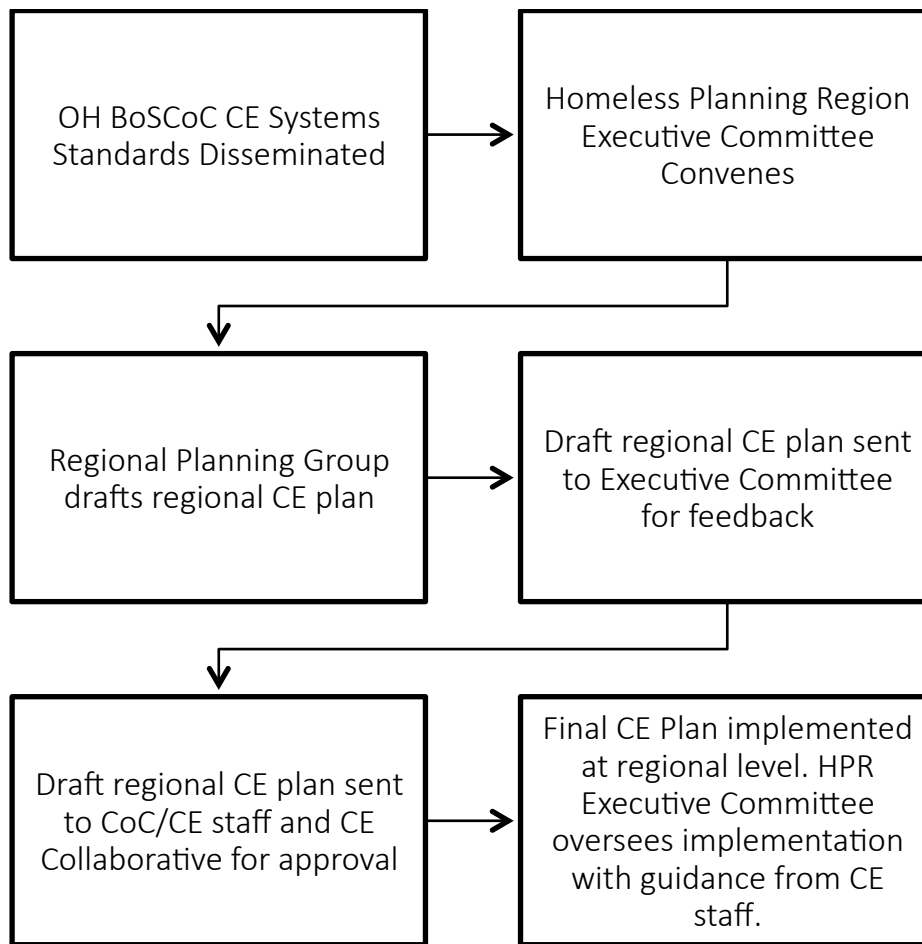 OH BoSCoC CE Systems
Standards Disseminated
Homeless Planning Region
Executive Committee
Convenes
Regional Planning Group
drafts regional CE plan
Draft regional CE plan sent
to Executive Committee
for feedback
Draft regional CE plan sent
to CoC/CE staff and CE
Collaborative for approval
Final CE Plan implemented
at regional level. HPR
Executive Committee
oversees implementation
with guidance from CE
staff.